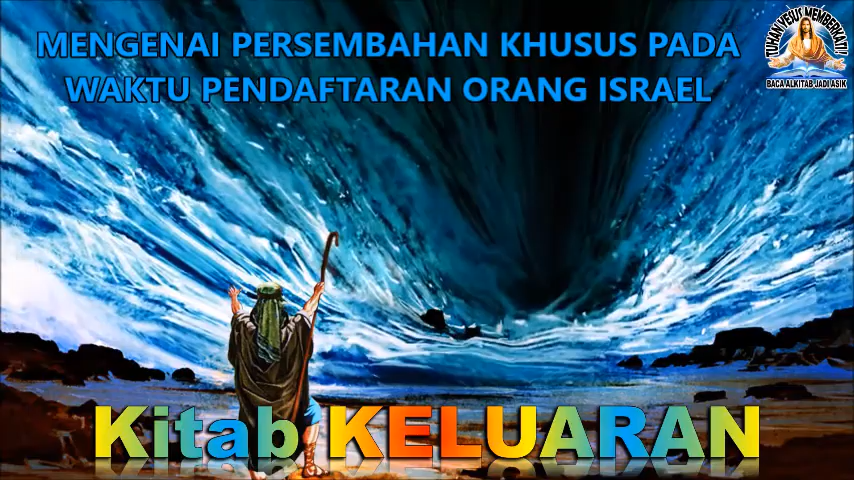 MENGENAI PERSEMBAHAN KHUSUS PADA
WAKTU PENDAFTARAN ORANG ISRAEL
TUHAN YESUS MEMBERKATI!
BACA ALKITAB JADI ASIK
Kitab KELUARAN